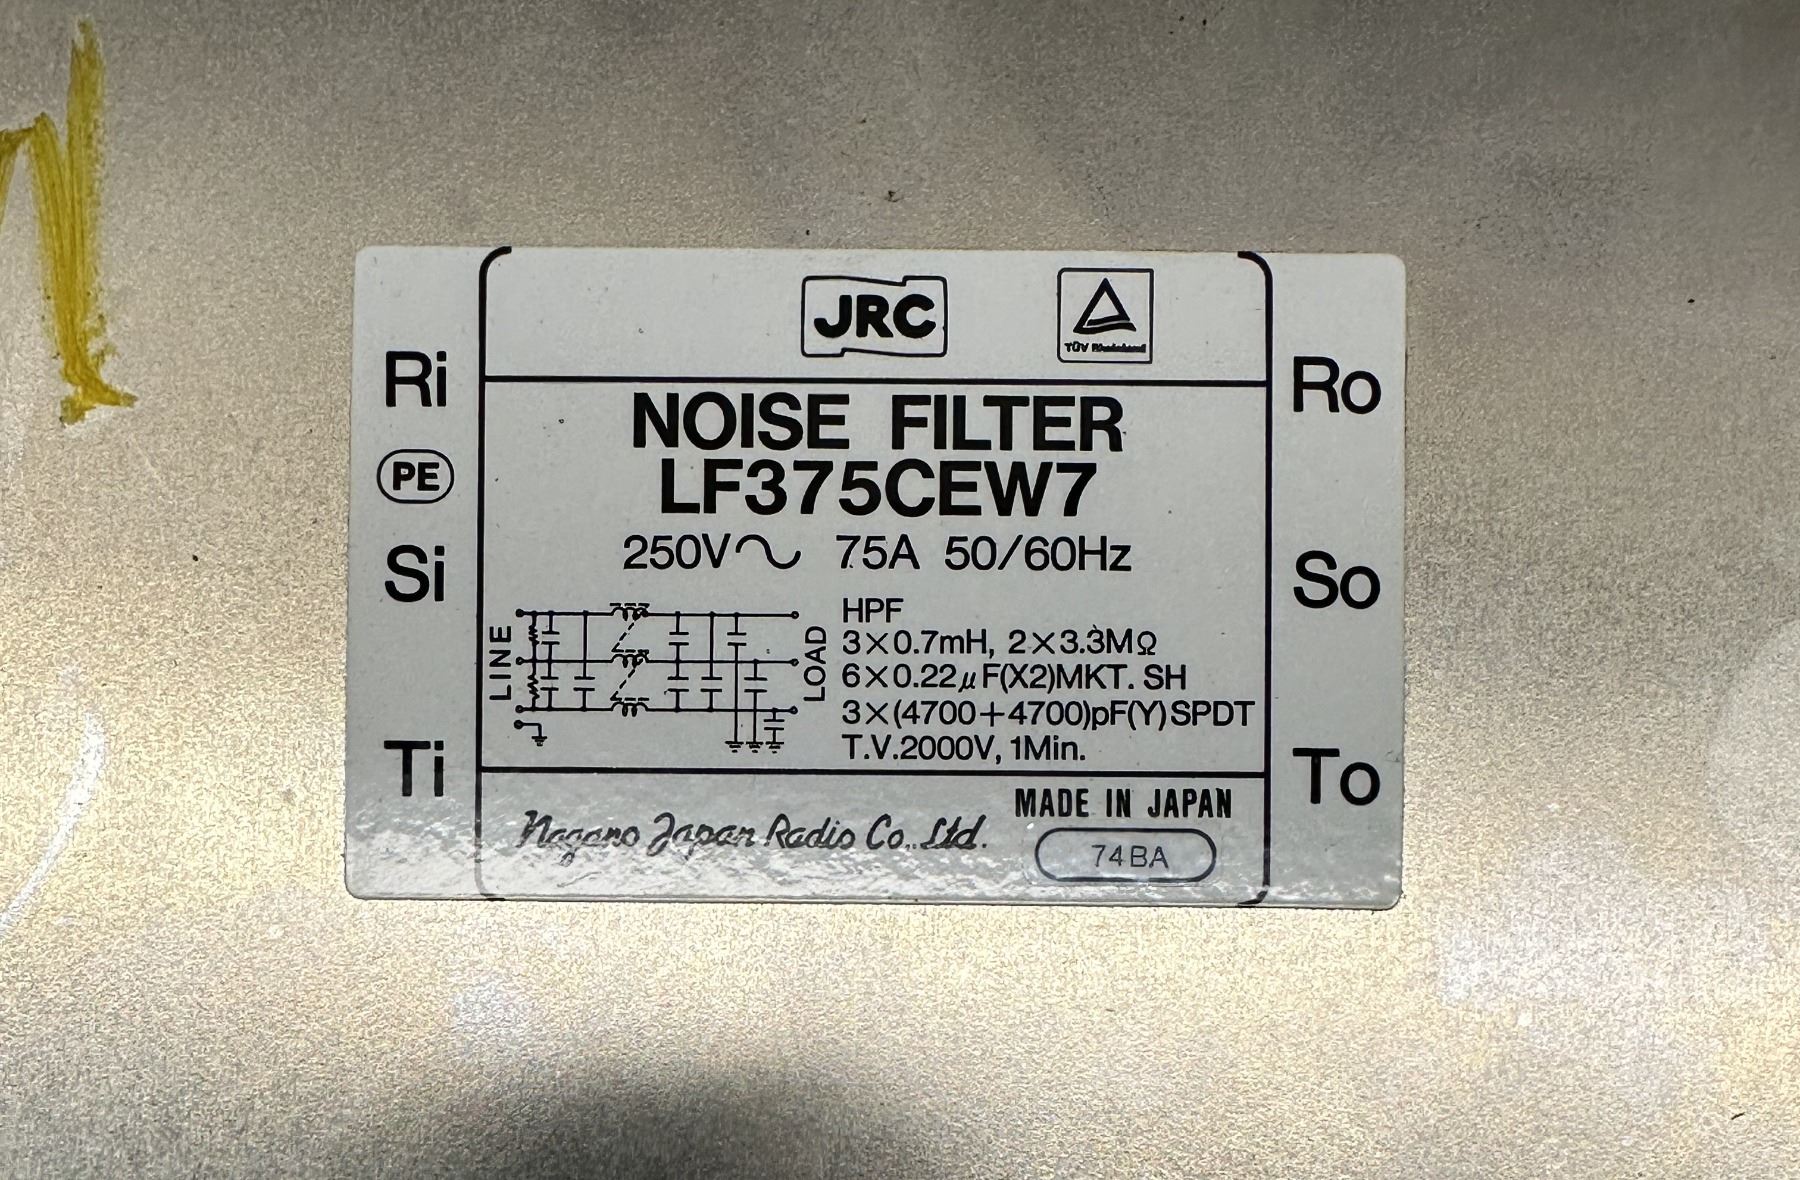 JRC
TÜV Rheinland
Ri
PE
Si
Ti
NOISE FILTER
LF375CEW7
250V～ 75A 50/60Hz
LINE
LOAD
HPF
3×0.7mH, 2×3.3MΩ
6×0.22μF(X2)MKT. SH
3×(4700+4700)pF(Y)SPDT
T.V.2000V, 1Min.
MADE IN JAPAN
Nagano Japan Radio Co., Ltd.
74BA
Ro
So
To